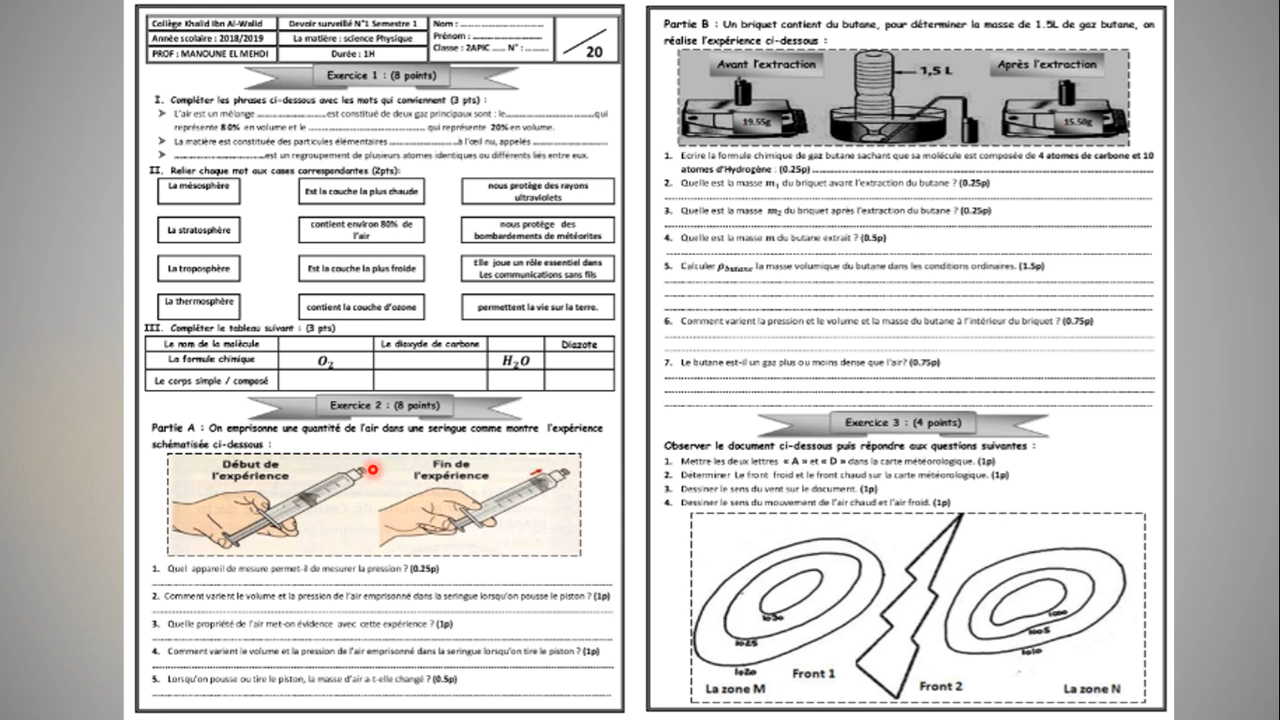 Collège Khalid Ibn Al-Walid
Devoir surveillé N°1 Semestre 1
Nom : ..........................
Année scolaire : 2018/2019
La matière : science Physique
Prénom : ..........................
PROF : MANOUNE EL MEHDI
Durée : 1H
Classe : 2APIC ..... N° : ........
20
Exercice 1 : (8 points)
I. Compléter les phrases ci-dessous avec les mots qui conviennent (3 pts) :
L'air est un mélange ........................est constitué de deux gaz principaux sont : le........................qui
représente 80% en volume et le ........................ qui représente 20% en volume.
La matière est constituée des particules élémentaires ........................à l'œil nu, appelés ........................
........................est un regroupement de plusieurs atomes identiques ou différents liés entre eux.
II. Relier chaque mot aux cases correspondantes (2pts):
La mésosphère
Est la couche la plus chaude
nous protège des rayons
ultraviolets
La stratosphère
contient environ 80% de
l'air
nous protège des
bombardements de météorites
La troposphère
Est la couche la plus froide
Elle joue un rôle essentiel dans
Les communications sans fils
La thermosphère
contient la couche d'ozone
permettent la vie sur la terre.
III. Compléter le tableau suivant : (3 pts)
Le nom de la molécule
Le dioxyde de carbone
Diazote
La formule chimique
O₂
H₂O
Le corps simple / composé
Exercice 2 : (8 points)
Partie A : On emprisonne une quantité de l'air dans une seringue comme montre l'expérience
schématisée ci-dessous :
Début de
l'expérience
Fin de
l'expérience
1. Quel appareil de mesure permet-il de mesurer la pression ? (0.25p)
2. Comment varient le volume et la pression de l'air emprisonné dans la seringue lorsqu'on pousse le piston ? (1p)
3. Quelle propriété de l'air met-on évidence avec cette expérience ? (1p)
4. Comment varient le volume et la pression de l'air emprisonné dans la seringue lorsqu'on tire le piston ? (1p)
5. Lorsqu'on pousse ou tire le piston, la masse d'air a-t-elle changé ? (0.5p)
Partie B : Un briquet contient du butane, pour déterminer la masse de 1.5L de gaz butane, on
réalise l'expérience ci-dessous :
Avant l'extraction
1,5 L
Après l'extraction
19.55g
15.50g
1. Ecrire la formule chimique de gaz butane sachant que sa molécule est composée de 4 atomes de carbone et 10
atomes d'Hydrogène : (0.25p) ........................
2. Quelle est la masse m₁ du briquet avant l'extraction du butane ? (0.25p)
3. Quelle est la masse m₂ du briquet après l'extraction du butane ? (0.25p)
4. Quelle est la masse m du butane extrait ? (0.5p)
5. Calculer ρbutane la masse volumique du butane dans les conditions ordinaires. (1.5p)
6. Comment varient la pression et le volume et la masse du butane à l'intérieur du briquet ? (0.75p)
7. Le butane est-il un gaz plus ou moins dense que l'air? (0.75p)
Exercice 3 : (4 points)
Observer le document ci-dessous puis répondre aux questions suivantes :
1. Mettre les deux lettres « A » et « D » dans la carte météorologique. (1p)
2. Déterminer Le front froid et le front chaud sur la carte météorologique. (1p)
3. Dessiner le sens du vent sur le document. (1p)
4. Dessiner le sens du mouvement de l'air chaud et l'air froid. (1p)
1030
1025
1020
1000
1005
1010
Front 1
Front 2
La zone M
La zone N